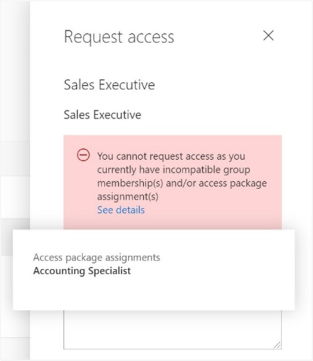 Request access
Sales Executive
Sales Executive
You cannot request access as you
currently have incompatible group
membership(s) and/or access package
assignment(s)
See details
Access package assignments
Accounting Specialist